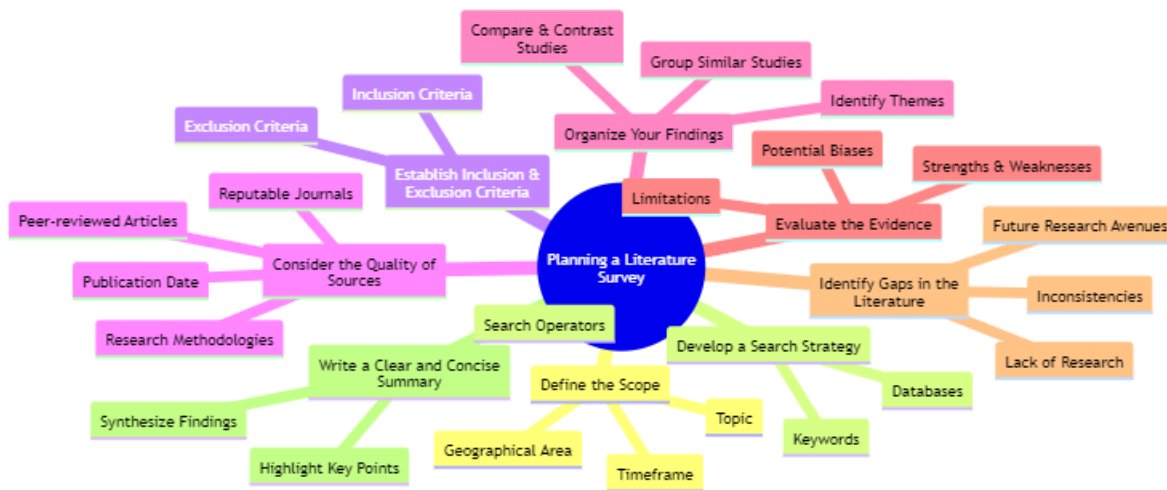 Compare & Contrast
Studies
Group Similar Studies
Identify Themes
Organize Your Findings
Inclusion Criteria
Exclusion Criteria
Establish Inclusion &
Exclusion Criteria
Potential Biases
Strengths & Weaknesses
Limitations
Evaluate the Evidence
Reputable Journals
Peer-reviewed Articles
Publication Date
Research Methodologies
Consider the Quality of
Sources
Planning a Literature
Survey
Future Research Avenues
Inconsistencies
Lack of Research
Identify Gaps in the
Literature
Search Operators
Develop a Search Strategy
Databases
Keywords
Write a Clear and Concise
Summary
Synthesize Findings
Highlight Key Points
Define the Scope
Topic
Geographical Area
Timeframe